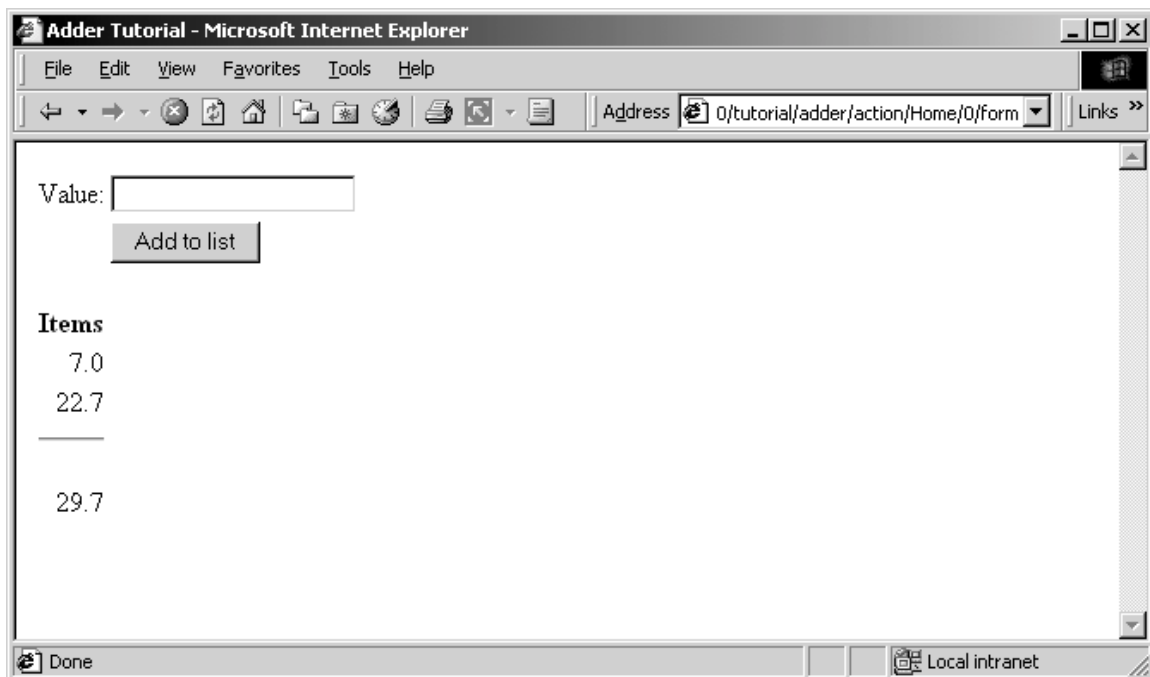 Adder Tutorial - Microsoft Internet Explorer
File Edit View Favorites Tools Help
Address 0/tutorial/adder/action/Home/0/form Links »
Value:
Add to list
Items
7.0
22.7
29.7
Done Local intranet